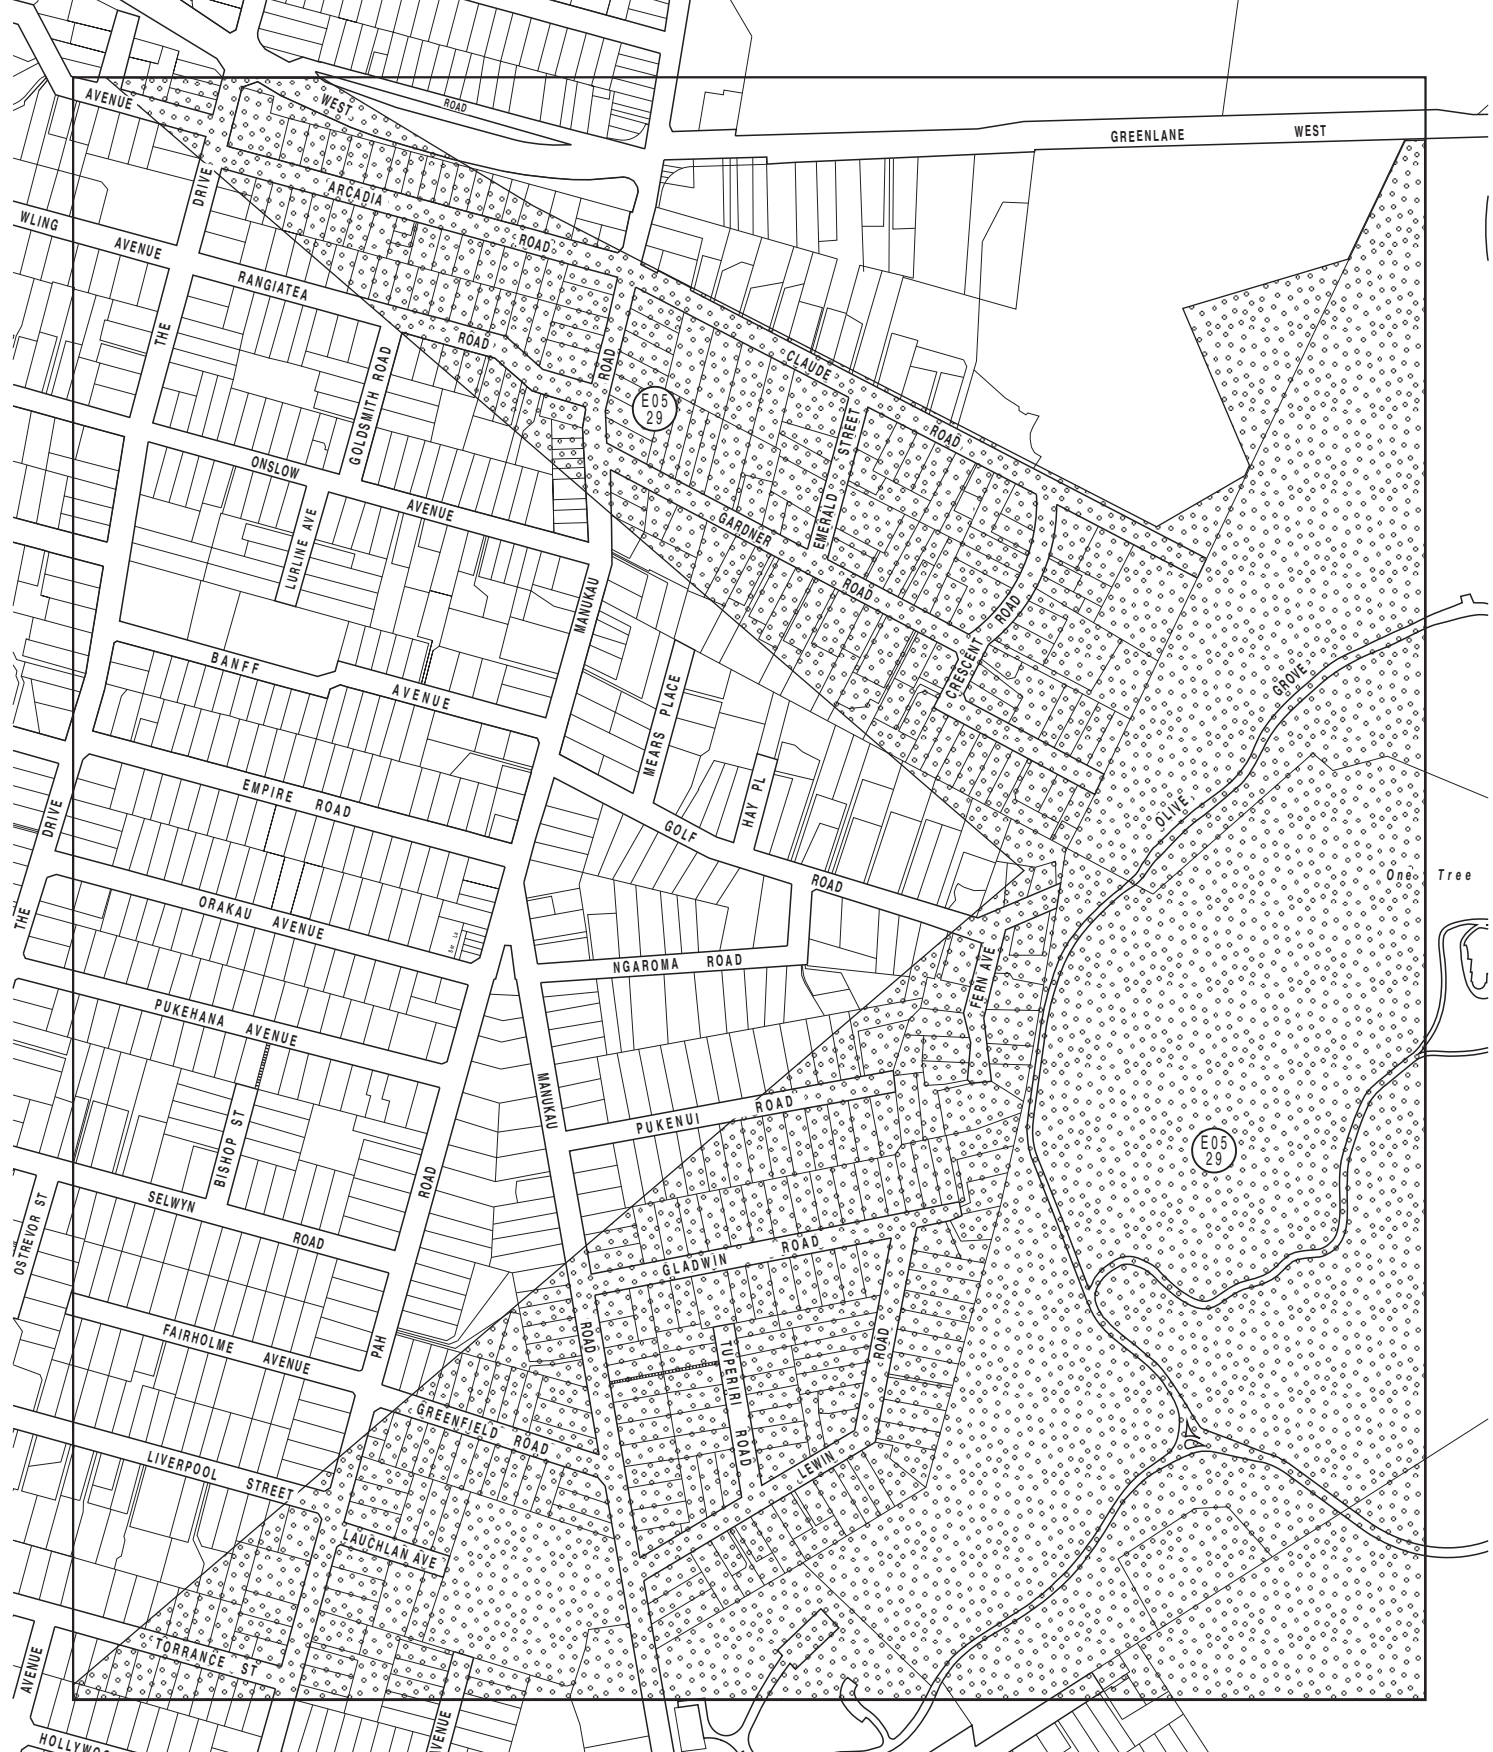 WEST
ROAD
AVENUE
GREENLANE WEST
DRIVE
ARCADIA ROAD
WLING AVENUE
RANGIATEA ROAD
THE
ROAD
CLAUDE ROAD
GOLDSMITH ROAD
E05
29
EMERALD STREET
ONSLOW AVENUE
LURLINE AVE
GARDNER ROAD
MANUKAU
CRESCENT ROAD
BANFF AVENUE
MEARS PLACE
OLIVE GROVE
EMPIRE ROAD
HAY PL
GOLF ROAD
DRIVE
One Tree
THE
ORAKAU AVENUE
NGAROMA ROAD
FERN AVE
PUKEHANA AVENUE
MANUKAU
PUKENUI ROAD
BISHOP ST
E05
29
OSTREVOR ST
SELWYN ROAD
ROAD
GLADWIN ROAD
FAIRHOLME AVENUE
PAH
ROAD
TUPERIRI ROAD
ROAD
GREENFIELD ROAD
LEWIN
LIVERPOOL STREET
LAUCHLAN AVE
TORRANCE ST
AVENUE
VENUE
HOLLYWO